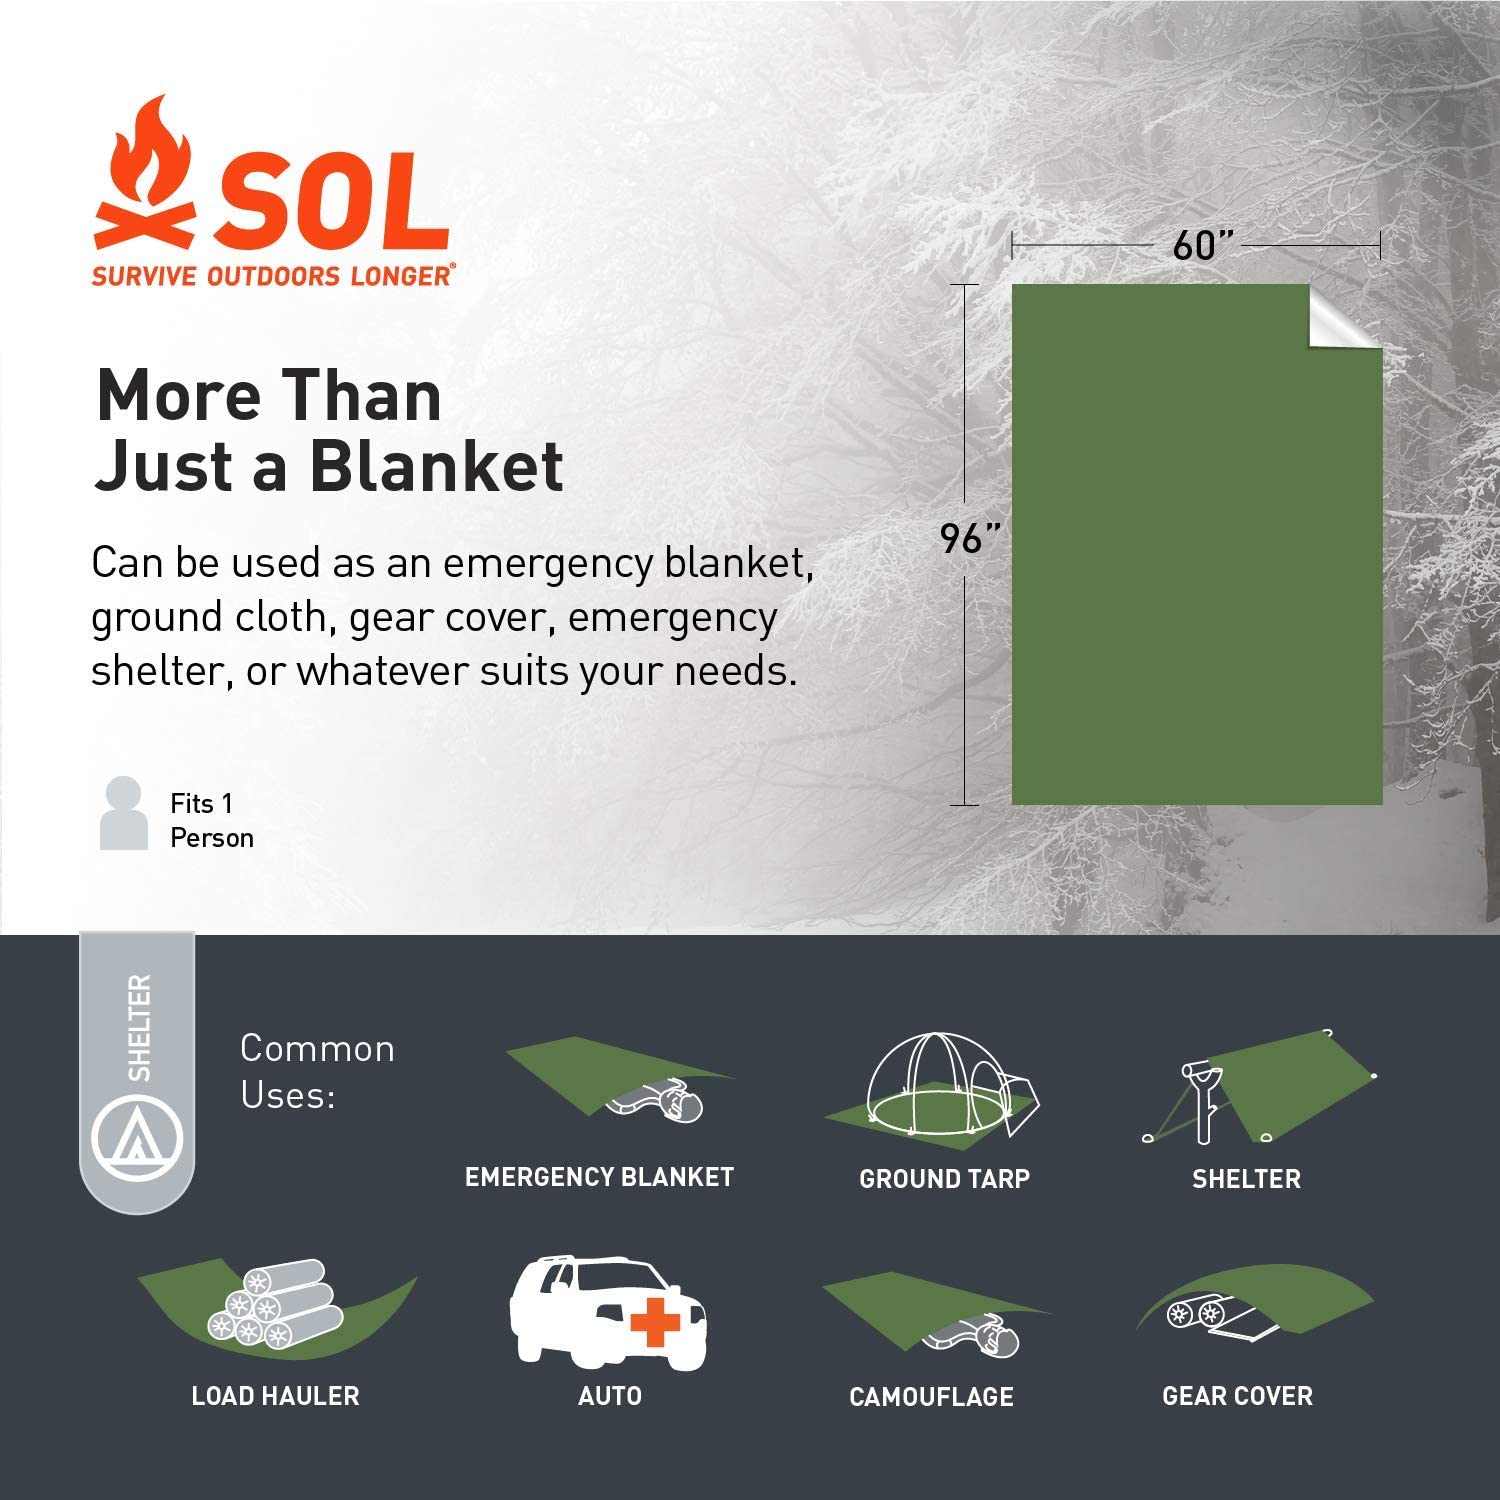 SOL
SURVIVE OUTDOORS LONGER®
60”
More Than
Just a Blanket
96”
Can be used as an emergency blanket,
ground cloth, gear cover, emergency
shelter, or whatever suits your needs.
Fits 1
Person
SHELTER
Common
Uses:
EMERGENCY BLANKET
GROUND TARP
SHELTER
LOAD HAULER
AUTO
CAMOUFLAGE
GEAR COVER